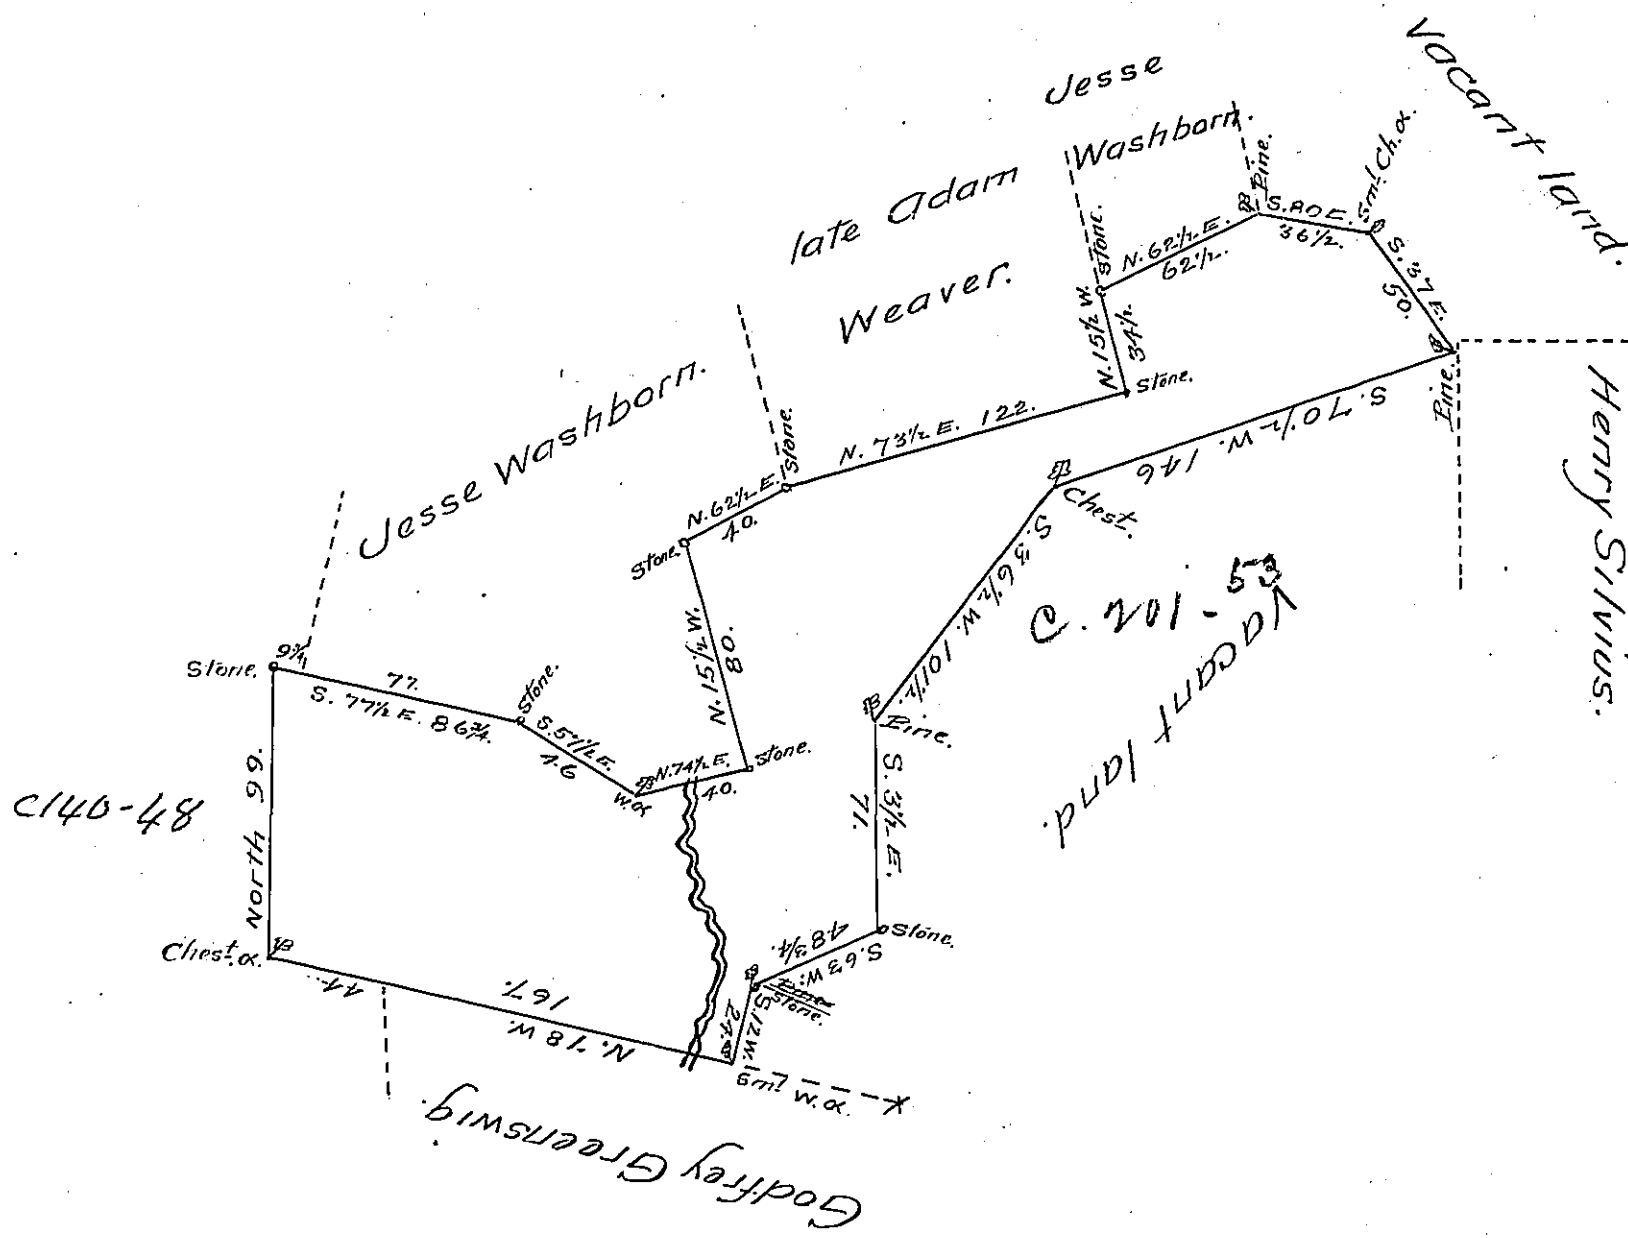 Vacant land.
Jesse
Washborn.
late Adam
Weaver.
Jesse Washborn.
Henry Silvius.
Pine.
S. 80 E.
36½.
Sml. Ch. α.
S. 37 E.
50.
Pine.
N. 62½ E.
62½.
Stone.
N. 15½ W.
34½.
Stone.
N. 73½ E. 122.
Stone.
N. 62½ E.
40.
Stone.
N. 15½ W.
80.
Stone.
N. 74½ E.
40.
W. α
S. 57½ E.
46
Stone.
77.
S. 77½ E. 86¾.
9¾
Stone.
North 99.
C140-48
Chest. α.
44
167.
N. 78 W.
Godfrey Greenswig.
Sml
W. α.
24.
S. 12 W.
Stone.
S. 63 W.
48¾.
Stone.
S. 3½ E.
71.
Pine.
S. 36½ W. 101½.
Chest.
S. 70½ W. 146
C. 201-53
Vacant land.